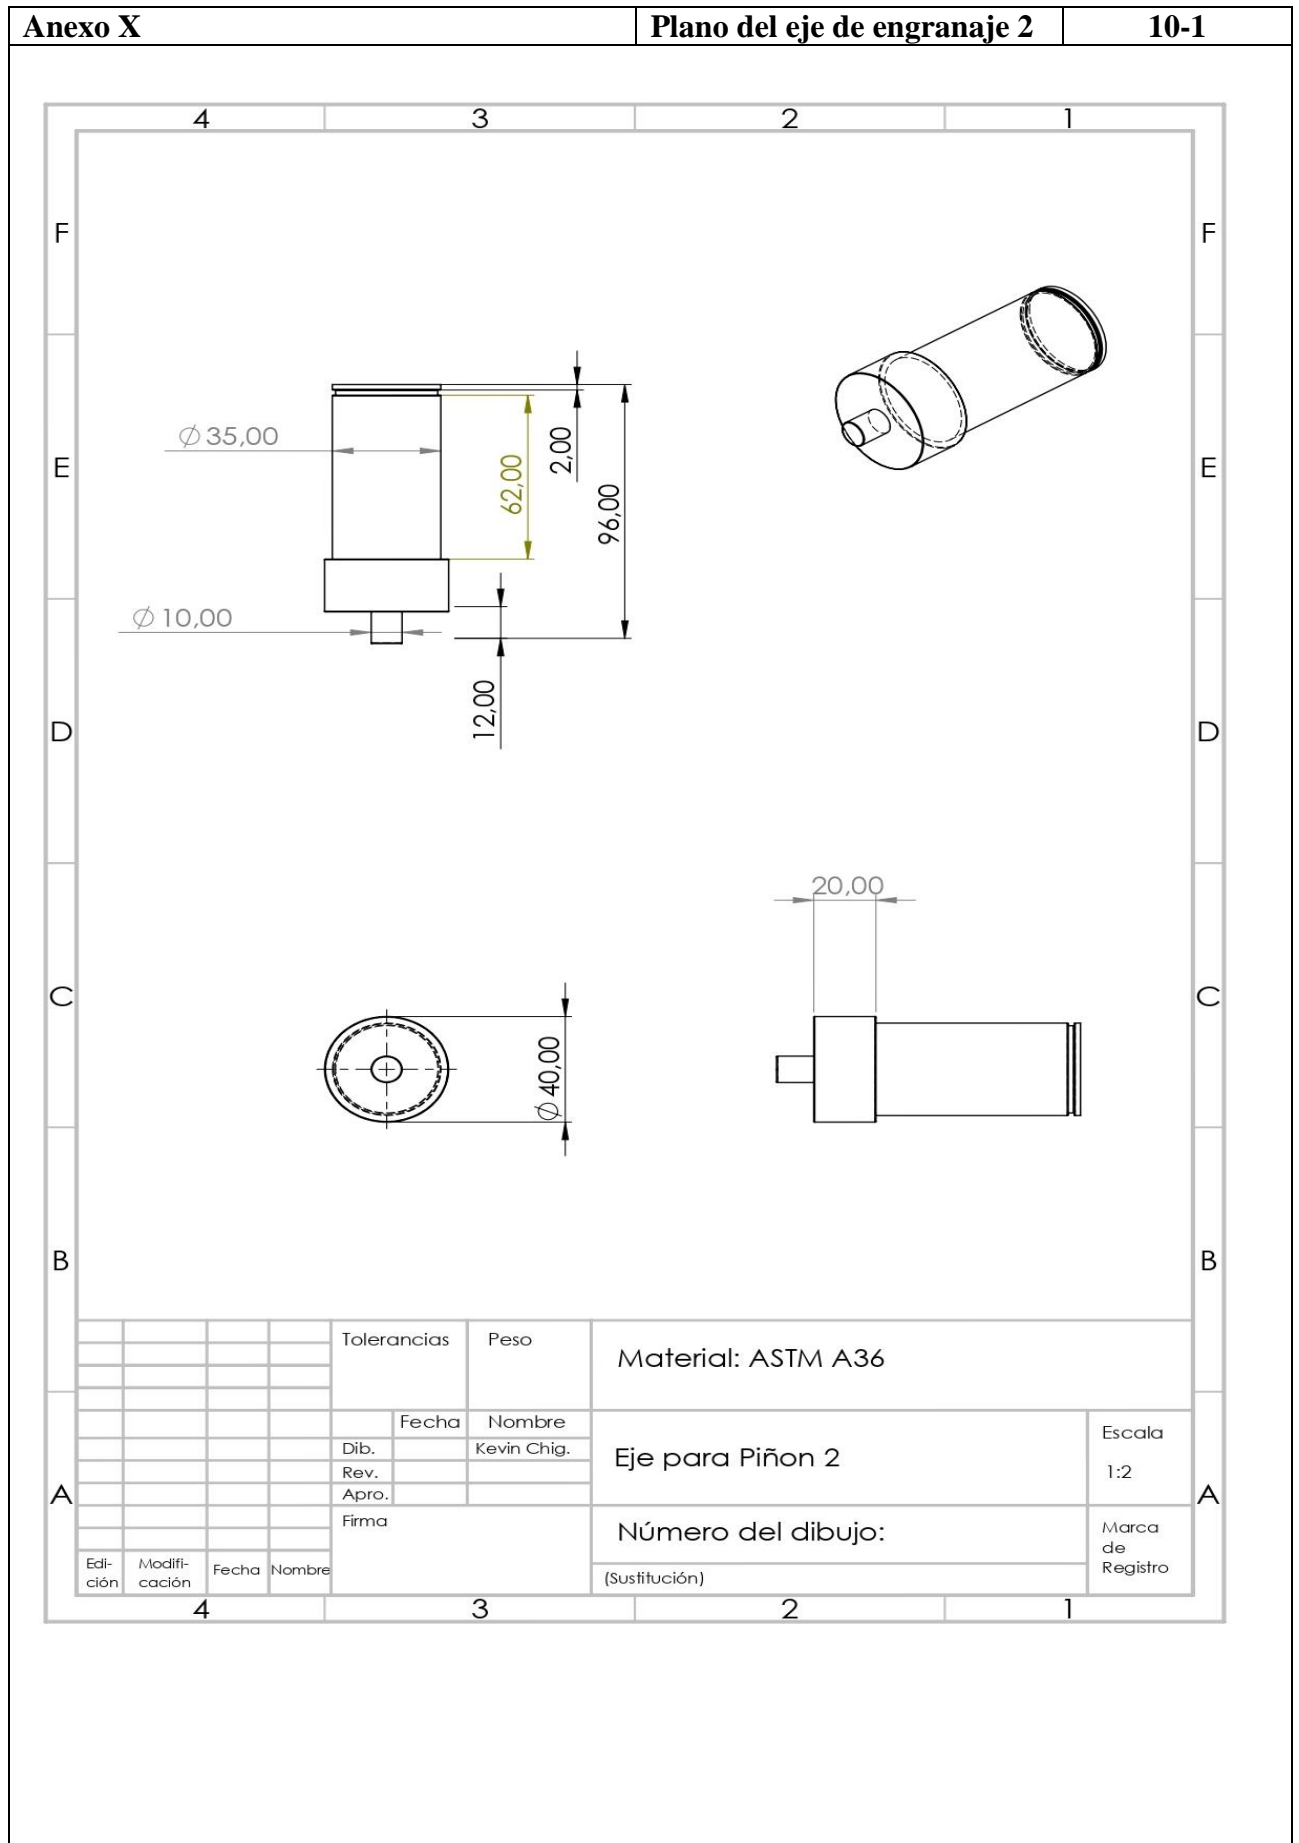 Anexo X
Plano del eje de engranaje 2
10-1
4 3 2 1
F F
E E
D D
C C
B B
A A
⌀ 35,00
62,00
2,00
96,00
⌀ 10,00
12,00
20,00
⌀ 40,00
Tolerancias
Peso
Material: ASTM A36
Fecha
Nombre
Dib.
Kevin Chig.
Rev.
Apro.
Eje para Piñon 2
Escala
1:2
Firma
Número del dibujo:
(Sustitución)
Marca
de
Registro
Edi-
ción
Modifi-
cación
Fecha
Nombre
4 3 2 1